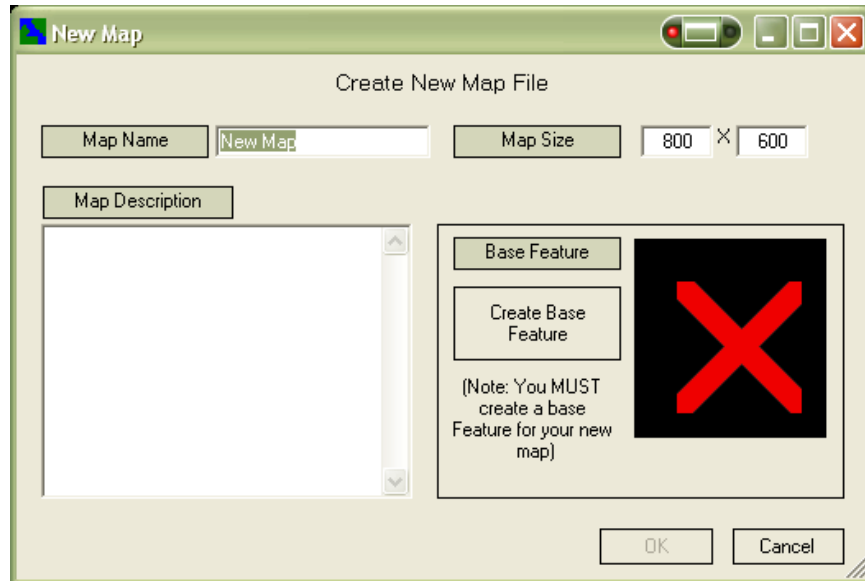 New Map
Create New Map File
Map Name
New Map
Map Size
800 X 600
Map Description
Base Feature
Create Base
Feature
(Note: You MUST
create a base
Feature for your new
map)
OK
Cancel